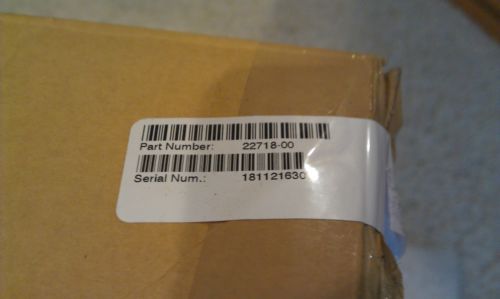 Part Number: 22718-00
Serial Num.: 181121630